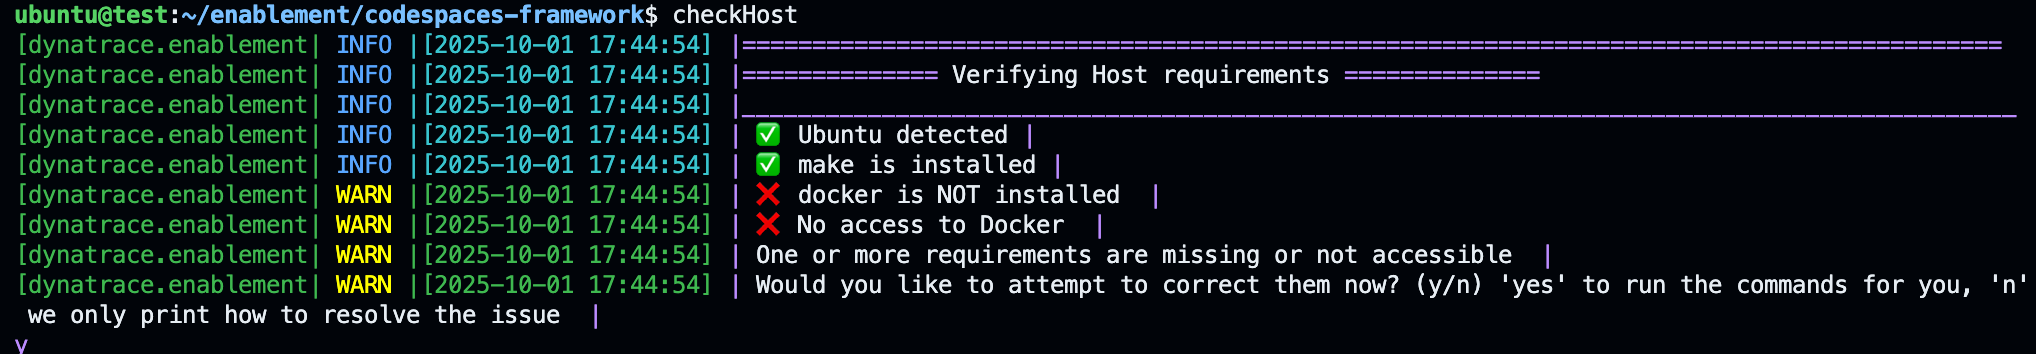 ubuntu@test:~/enablement/codespaces-framework$ checkHost
[dynatrace.enablement| INFO |[2025-10-01 17:44:54] |==========================================================================================
[dynatrace.enablement| INFO |[2025-10-01 17:44:54] |============== Verifying Host requirements ==============
[dynatrace.enablement| INFO |[2025-10-01 17:44:54] |___________________________________________________________________________________________
[dynatrace.enablement| INFO |[2025-10-01 17:44:54] | ✅ Ubuntu detected |
[dynatrace.enablement| INFO |[2025-10-01 17:44:54] | ✅ make is installed |
[dynatrace.enablement| WARN |[2025-10-01 17:44:54] | ❌ docker is NOT installed  |
[dynatrace.enablement| WARN |[2025-10-01 17:44:54] | ❌ No access to Docker  |
[dynatrace.enablement| WARN |[2025-10-01 17:44:54] | One or more requirements are missing or not accessible  |
[dynatrace.enablement| WARN |[2025-10-01 17:44:54] | Would you like to attempt to correct them now? (y/n) 'yes' to run the commands for you, 'n'
 we only print how to resolve the issue  |
y